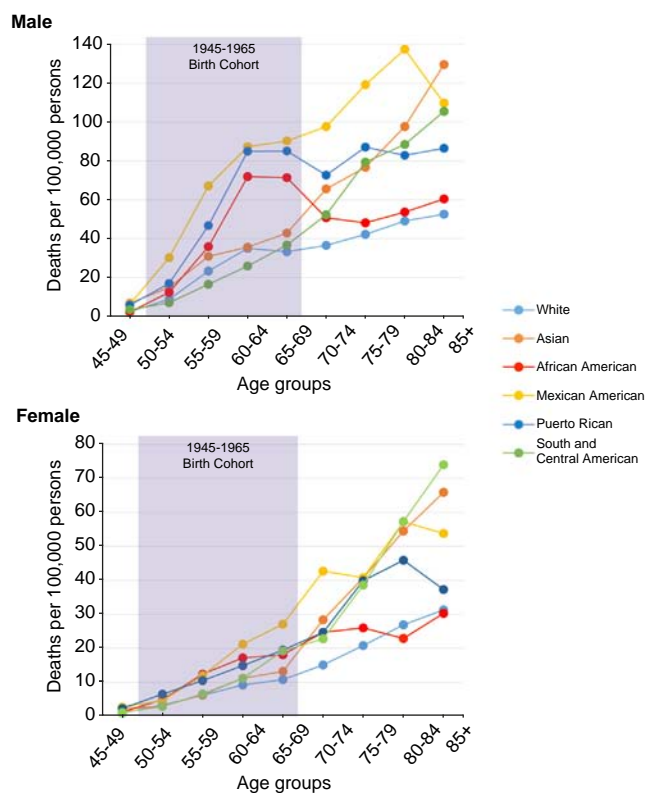 Male
1945-1965
Birth Cohort
Deaths per 100,000 persons
140
120
100
80
60
40
20
0
45-49
50-54
55-59
60-64
65-69
70-74
75-79
80-84
85+
Age groups
White
Asian
African American
Mexican American
Puerto Rican
South and
Central American
Female
1945-1965
Birth Cohort
Deaths per 100,000 persons
80
70
60
50
40
30
20
10
0
45-49
50-54
55-59
60-64
65-69
70-74
75-79
80-84
85+
Age groups